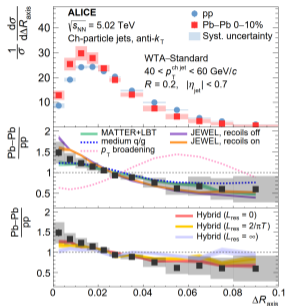 1/σ dσ/dΔR_axis
40
30
20
10
ALICE
√s_NN = 5.02 TeV
Ch-particle jets, anti-k_T
pp
Pb–Pb 0–10%
Syst. uncertainty
WTA-Standard
40 < p_T^ch jet < 60 GeV/c
R = 0.2, |η_jet| < 0.7
Pb–Pb
pp
2
1.5
1
0.5
MATTER+LBT
medium q/g
p_T broadening
JEWEL, recoils off
JEWEL, recoils on
Pb–Pb
pp
2
1.5
1
0.5
Hybrid (L_res = 0)
Hybrid (L_res = 2/πT)
Hybrid (L_res = ∞)
0 0.02 0.04 0.06 0.08 0.1
ΔR_axis